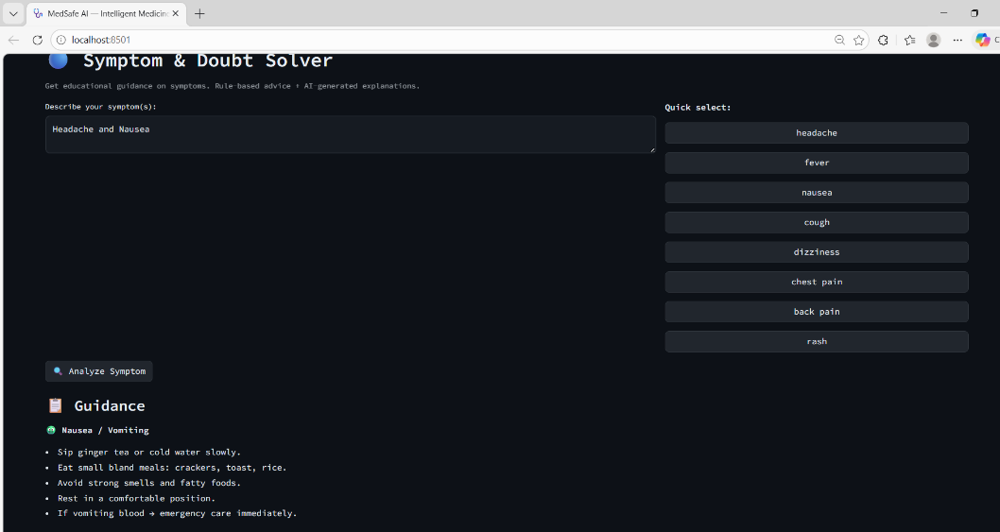 MedSafe AI — Intelligent Medicin
localhost:8501
Symptom & Doubt Solver
Get educational guidance on symptoms. Rule-based advice + AI-generated explanations.
Describe your symptom(s):
Headache and Nausea
Quick select:
headache
fever
nausea
cough
dizziness
chest pain
back pain
rash
Analyze Symptom
Guidance
Nausea / Vomiting
• Sip ginger tea or cold water slowly.
• Eat small bland meals: crackers, toast, rice.
• Avoid strong smells and fatty foods.
• Rest in a comfortable position.
• If vomiting blood → emergency care immediately.